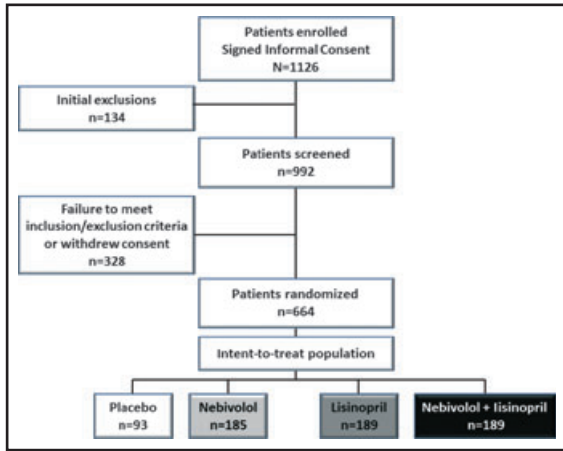 Patients enrolled
Signed Informal Consent
N=1126
Initial exclusions
n=134
Patients screened
n=992
Failure to meet
inclusion/exclusion criteria
or withdrew consent
n=328
Patients randomized
n=664
Intent-to-treat population
Placebo
n=93
Nebivolol
n=185
Lisinopril
n=189
Nebivolol + lisinopril
n=189